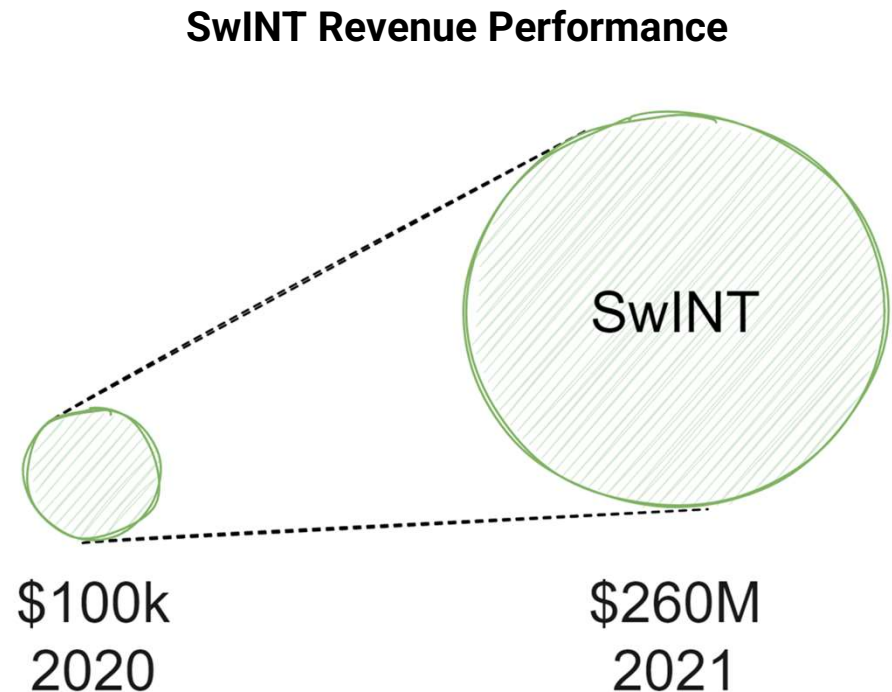 SwINT Revenue Performance
SwINT
$100k
2020
$260M
2021